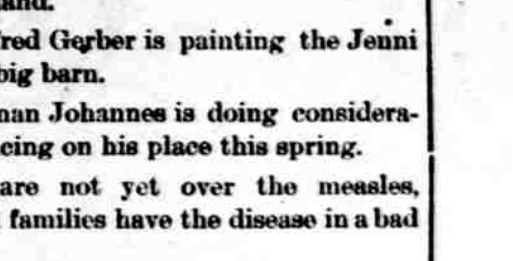 red Gerber is painting the Jenni
big barn.
nan Johannes is doing considera-
cing on his place this spring.
are not yet over the measles,
families have the disease in a bad